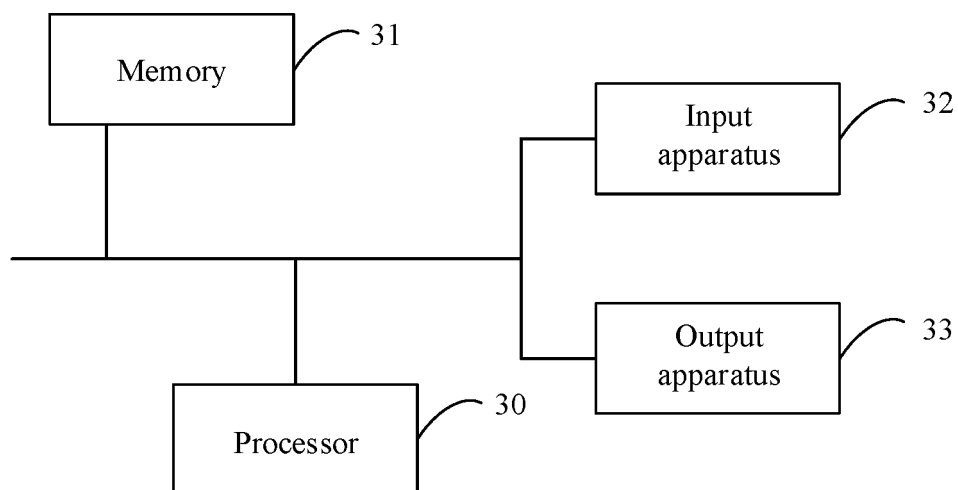 31
Memory
32
Input
apparatus
33
Output
apparatus
30
Processor